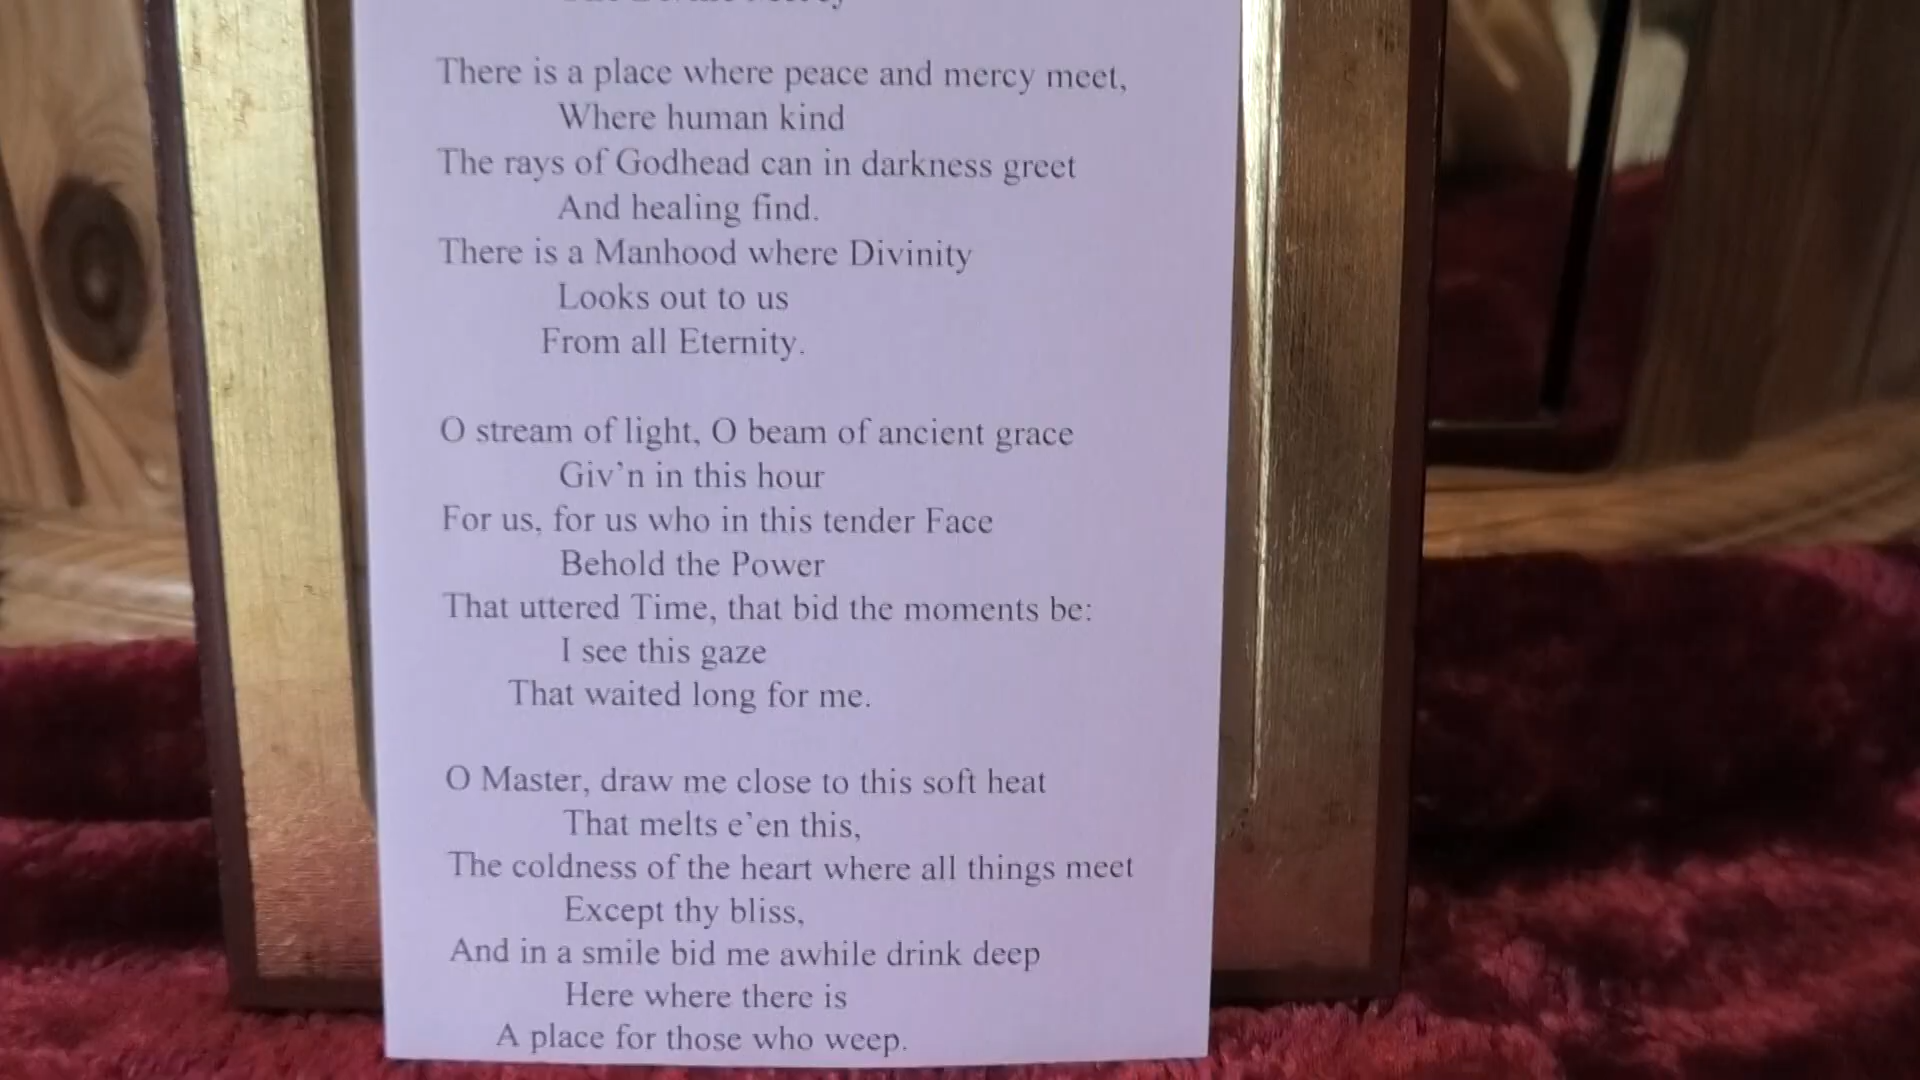 There is a place where peace and mercy meet,
Where human kind
The rays of Godhead can in darkness greet
And healing find.
There is a Manhood where Divinity
Looks out to us
From all Eternity.
O stream of light, O beam of ancient grace
Giv’n in this hour
For us, for us who in this tender Face
Behold the Power
That uttered Time, that bid the moments be:
I see this gaze
That waited long for me.
O Master, draw me close to this soft heat
That melts e’en this,
The coldness of the heart where all things meet
Except thy bliss,
And in a smile bid me awhile drink deep
Here where there is
A place for those who weep.